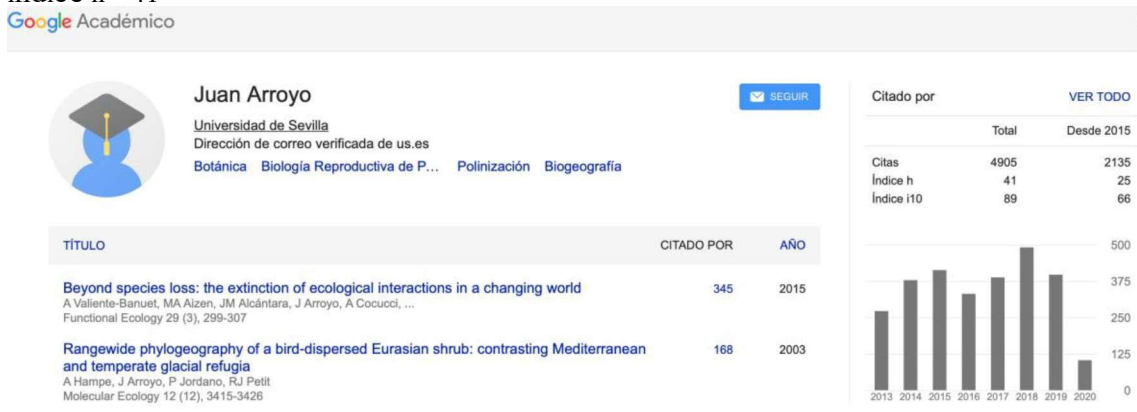 Google Académico
Juan Arroyo
SEGUIR
Universidad de Sevilla
Dirección de correo verificada de us.es
Botánica Biología Reproductiva de P... Polinización Biogeografía
TÍTULO CITADO POR AÑO
Beyond species loss: the extinction of ecological interactions in a changing world 345 2015
A Valiente-Banuet, MA Aizen, JM Alcántara, J Arroyo, A Cocucci, ...
Functional Ecology 29 (3), 299-307
Rangewide phylogeography of a bird-dispersed Eurasian shrub: contrasting Mediterranean 168 2003
and temperate glacial refugia
A Hampe, J Arroyo, P Jordano, RJ Petit
Molecular Ecology 12 (12), 3415-3426
Citado por VER TODO
Total Desde 2015
Citas 4905 2135
Índice h 41 25
Índice i10 89 66
500
375
250
125
0
2013 2014 2015 2016 2017 2018 2019 2020